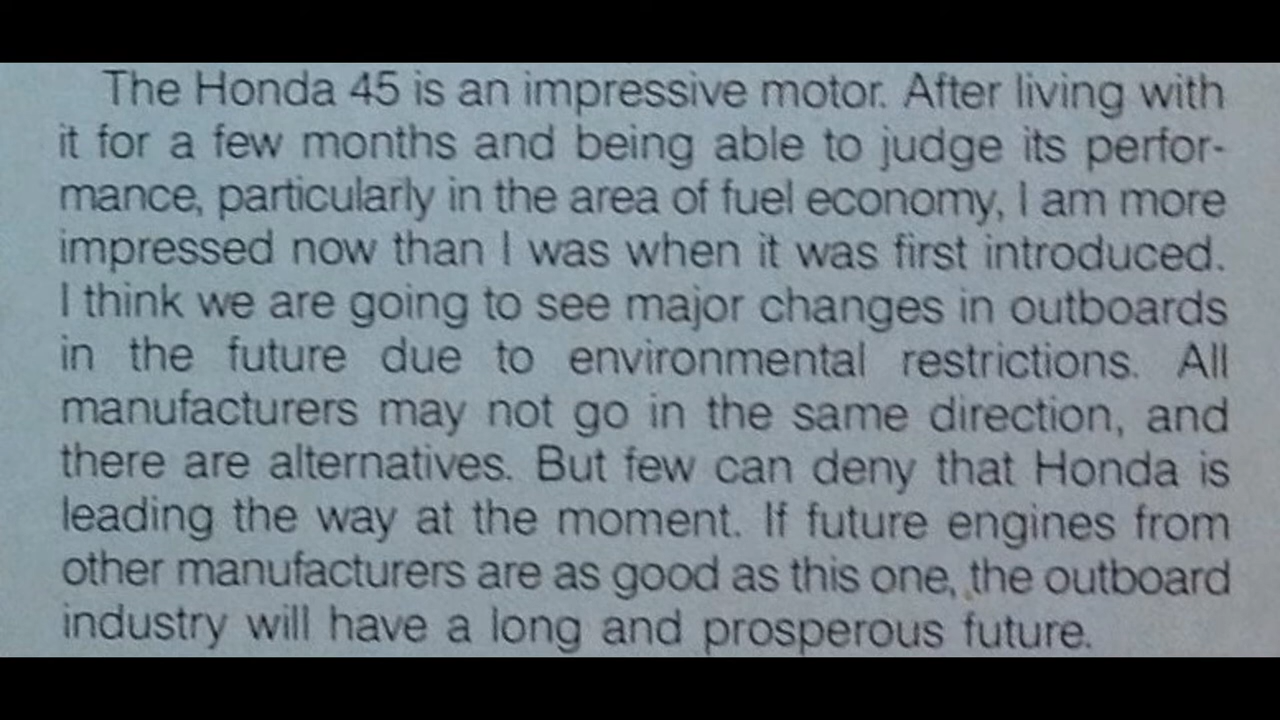 The Honda 45 is an impressive motor. After living with
it for a few months and being able to judge its perfor-
mance, particularly in the area of fuel economy, I am more
impressed now than I was when it was first introduced.
I think we are going to see major changes in outboards
in the future due to environmental restrictions. All
manufacturers may not go in the same direction, and
there are alternatives. But few can deny that Honda is
leading the way at the moment. If future engines from
other manufacturers are as good as this one, the outboard
industry will have a long and prosperous future.